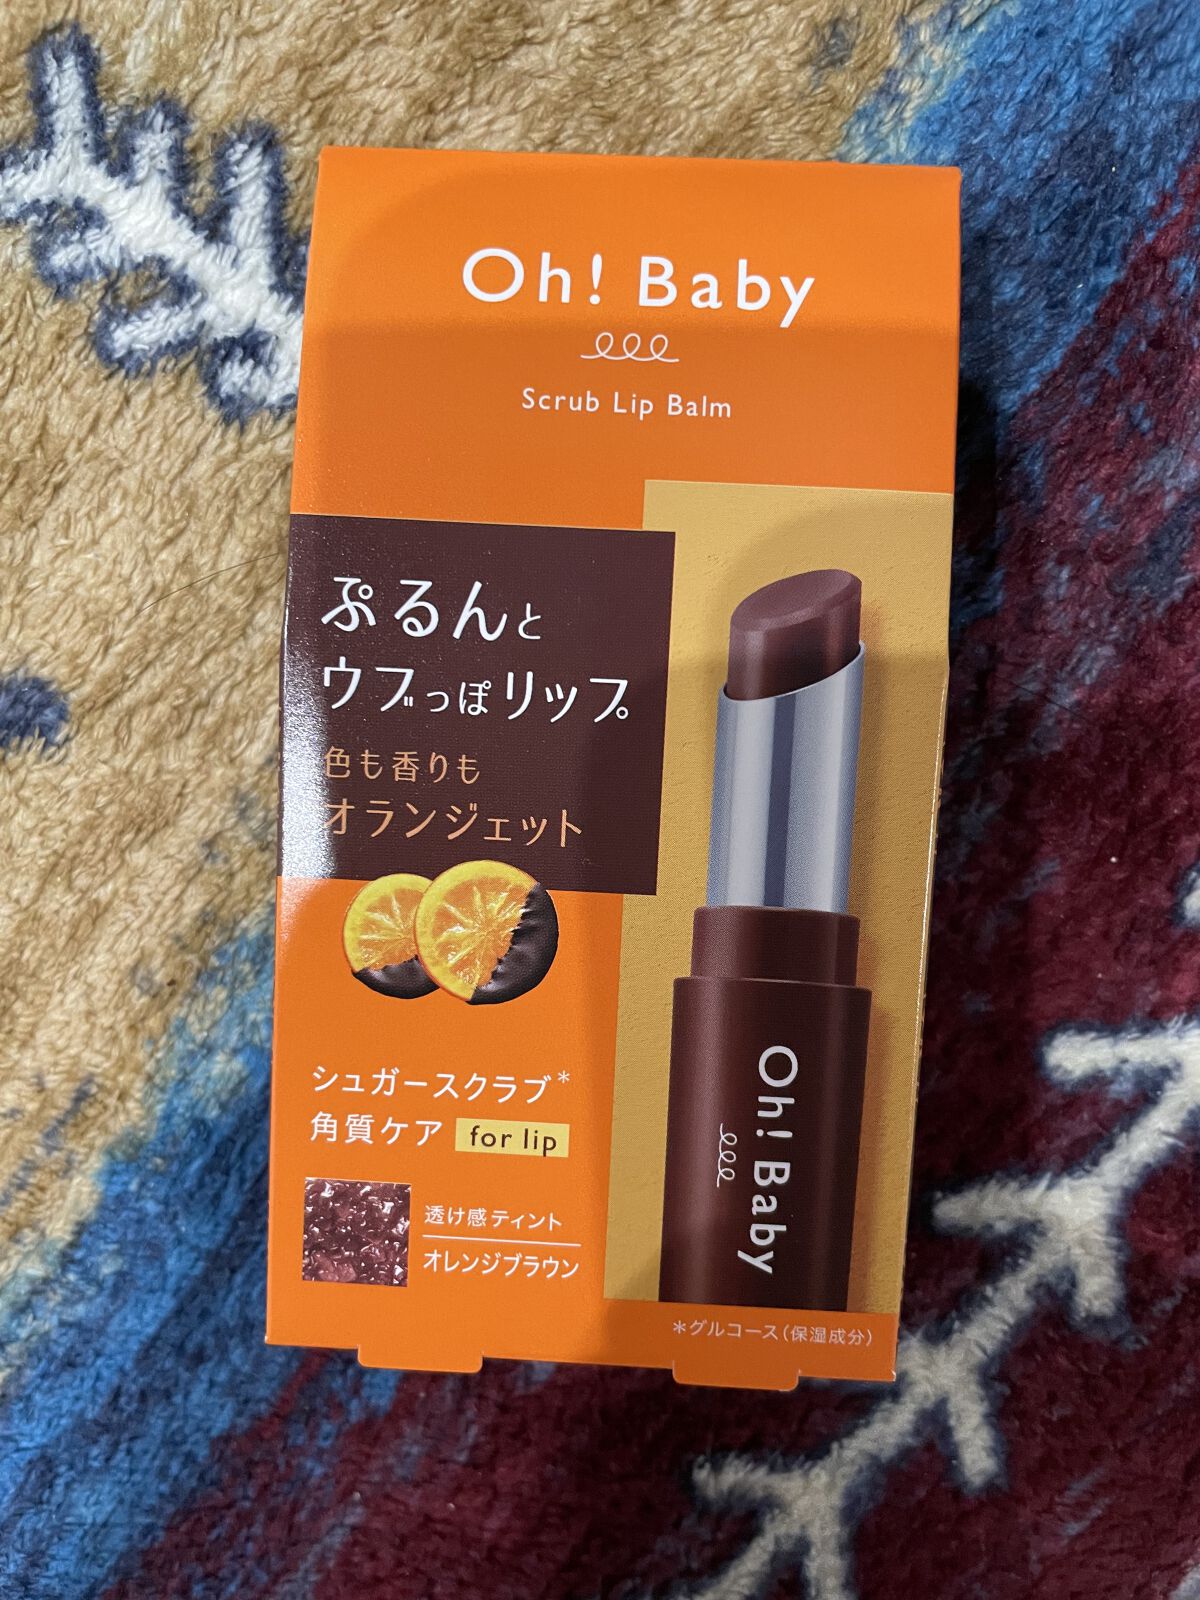 Oh! Baby
Scrub Lip Balm
ぷるんと
ウブっぽリップ
色も香りも
オランジェット
シュガースクラブ*
角質ケア for lip
透け感ティント
オレンジブラウン
Oh! Baby
*グルコース(保湿成分)